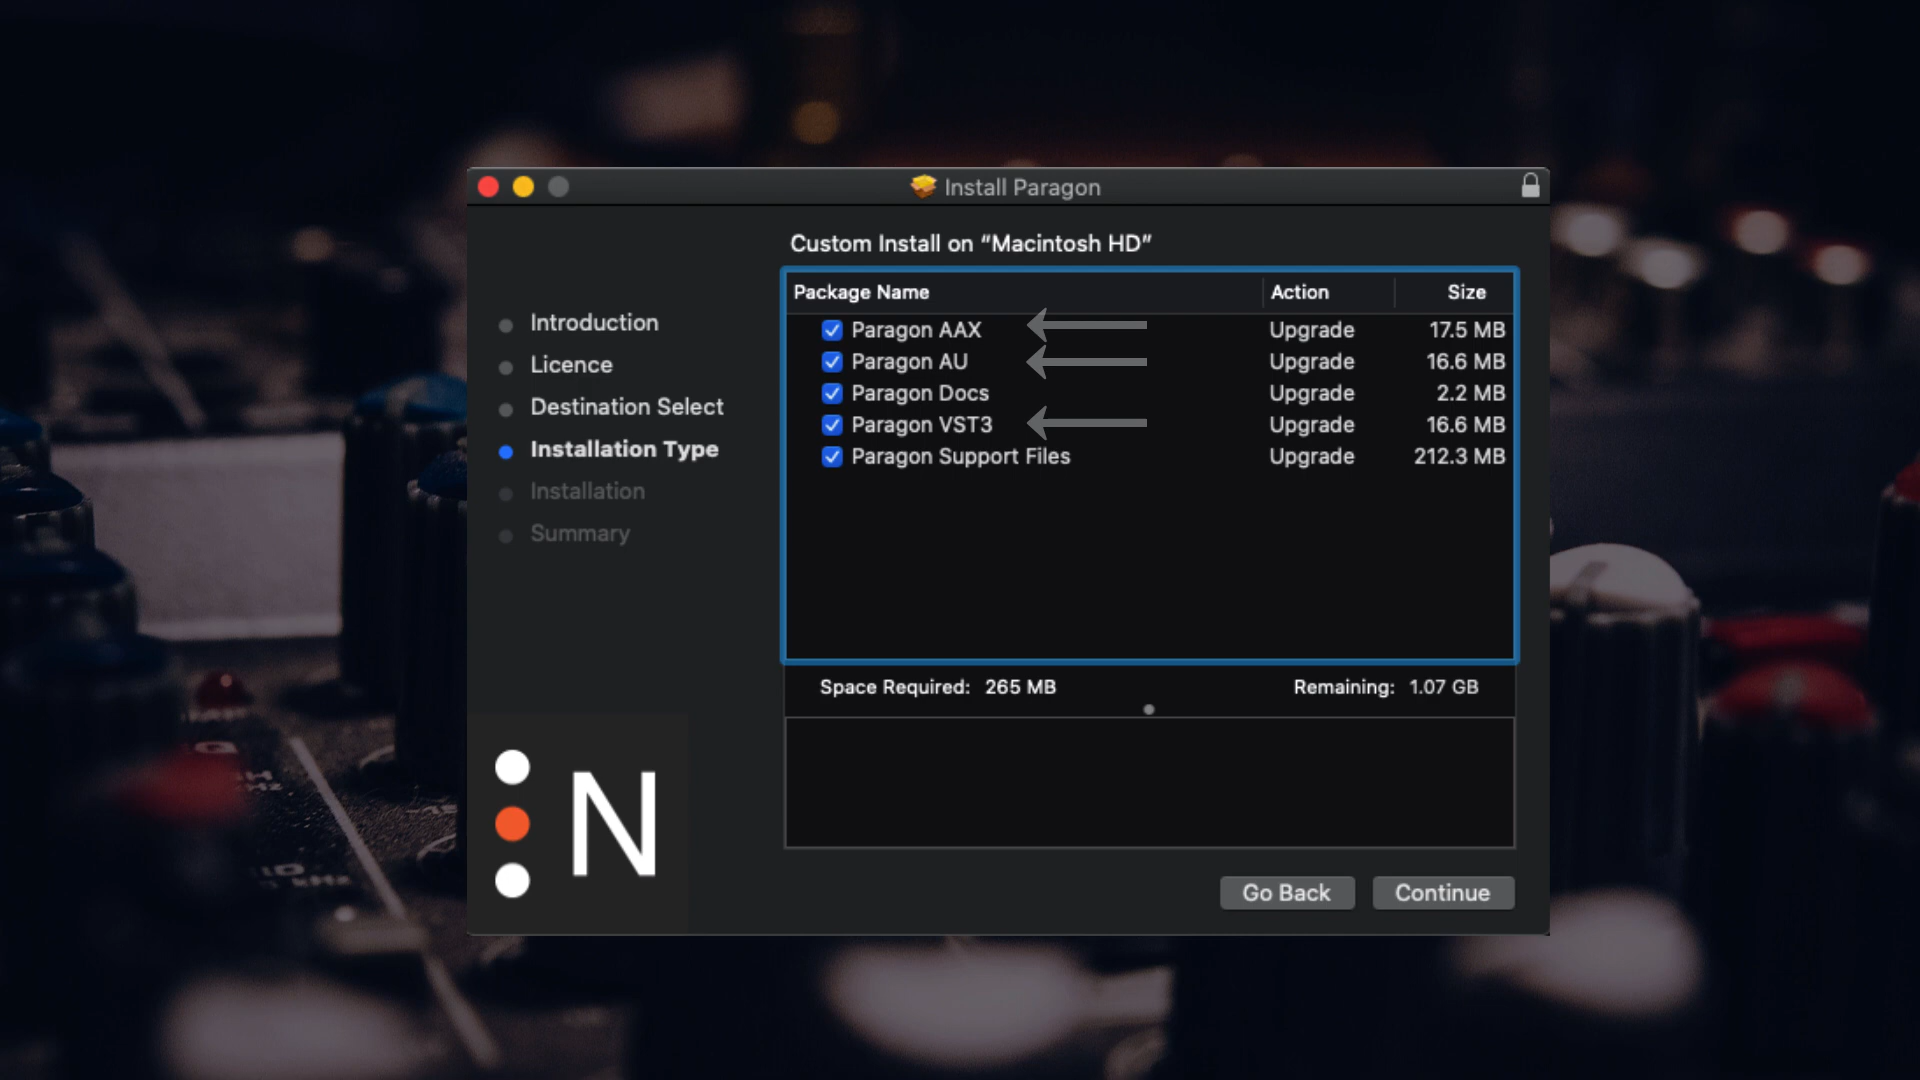 Install Paragon
Custom Install on “Macintosh HD”
Introduction
Licence
Destination Select
Installation Type
Installation
Summary
Package Name Action Size
Paragon AAX Upgrade 17.5 MB
Paragon AU Upgrade 16.6 MB
Paragon Docs Upgrade 2.2 MB
Paragon VST3 Upgrade 16.6 MB
Paragon Support Files Upgrade 212.3 MB
Space Required: 265 MB Remaining: 1.07 GB
N
Go Back Continue